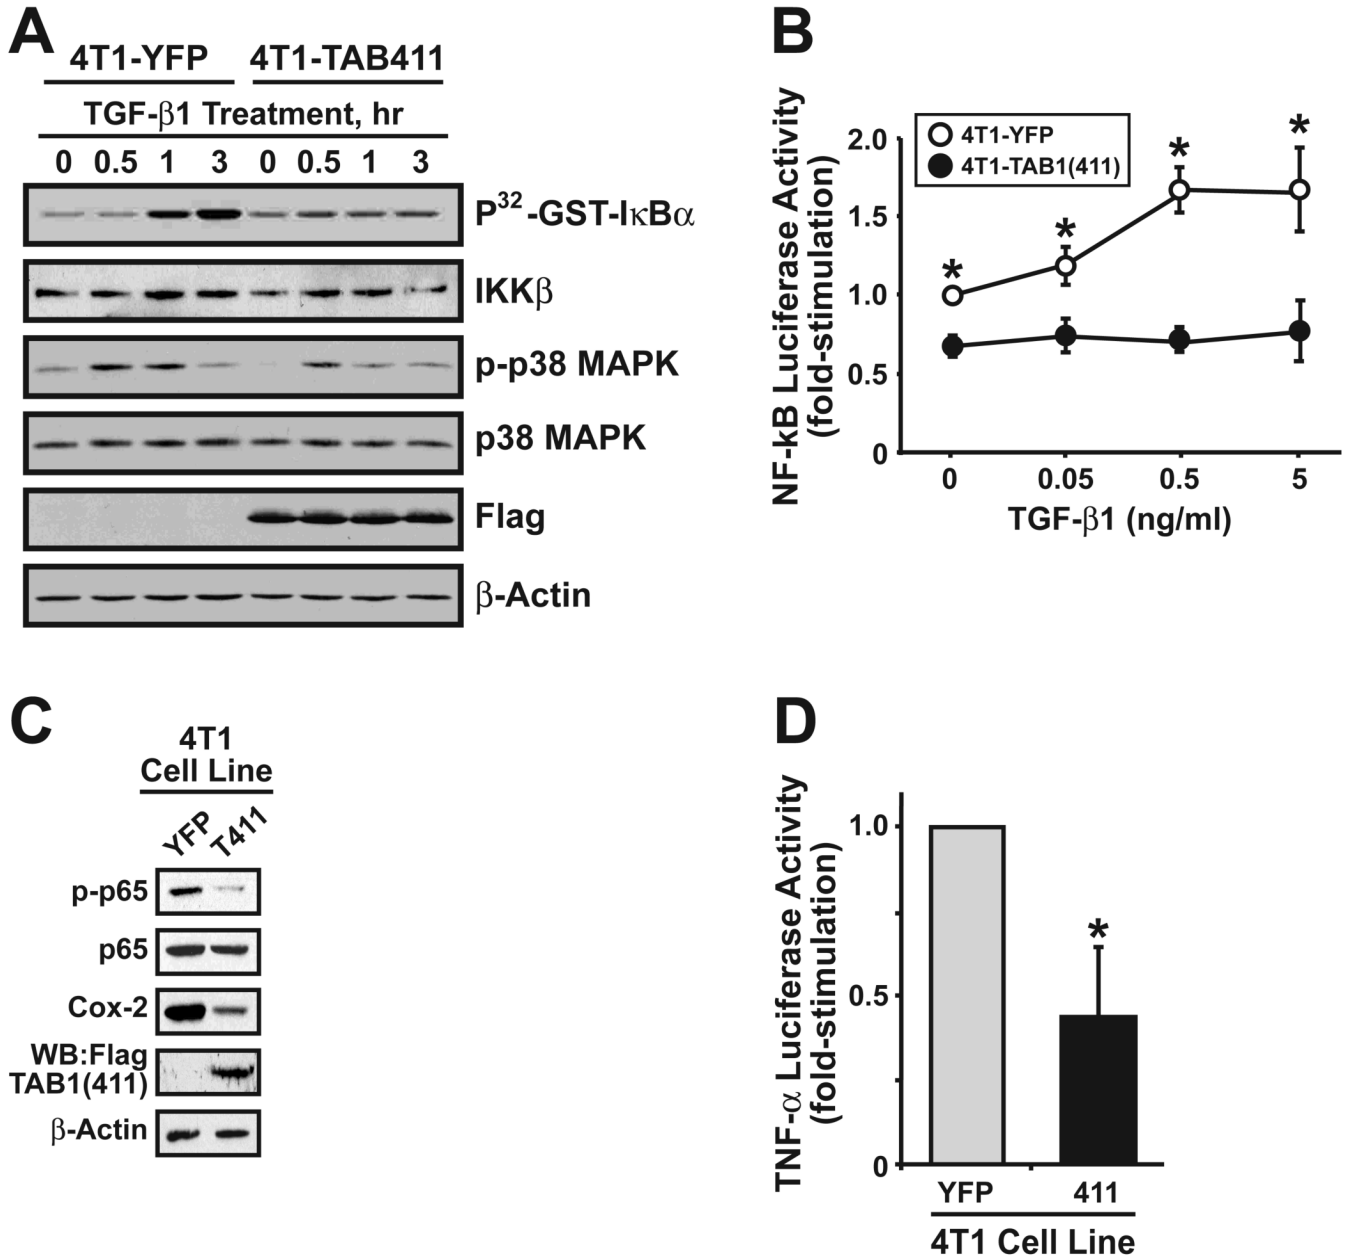 A
4T1-YFP 4T1-TAB411
TGF-β1 Treatment, hr
0 0.5 1 3 0 0.5 1 3
P³²-GST-IκBα
IKKβ
p-p38 MAPK
p38 MAPK
Flag
β-Actin
B
NF-kB Luciferase Activity
(fold-stimulation)
4T1-YFP
4T1-TAB1(411)
2.0
1.5
1.0
0.5
0
* * * *
0 0.05 0.5 5
TGF-β1 (ng/ml)
C
4T1
Cell Line
YFP T411
p-p65
p65
Cox-2
WB:Flag
TAB1(411)
β-Actin
D
TNF-α Luciferase Activity
(fold-stimulation)
1.0
0.5
0
*
YFP 411
4T1 Cell Line